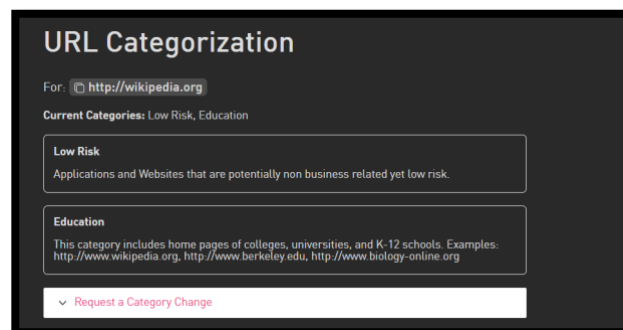 URL Categorization
For: http://wikipedia.org
Current Categories: Low Risk, Education
Low Risk
Applications and Websites that are potentially non business related yet low risk.
Education
This category includes home pages of colleges, universities, and K-12 schools. Examples:
http://www.wikipedia.org, http://www.berkeley.edu, http://www.biology-online.org
Request a Category Change